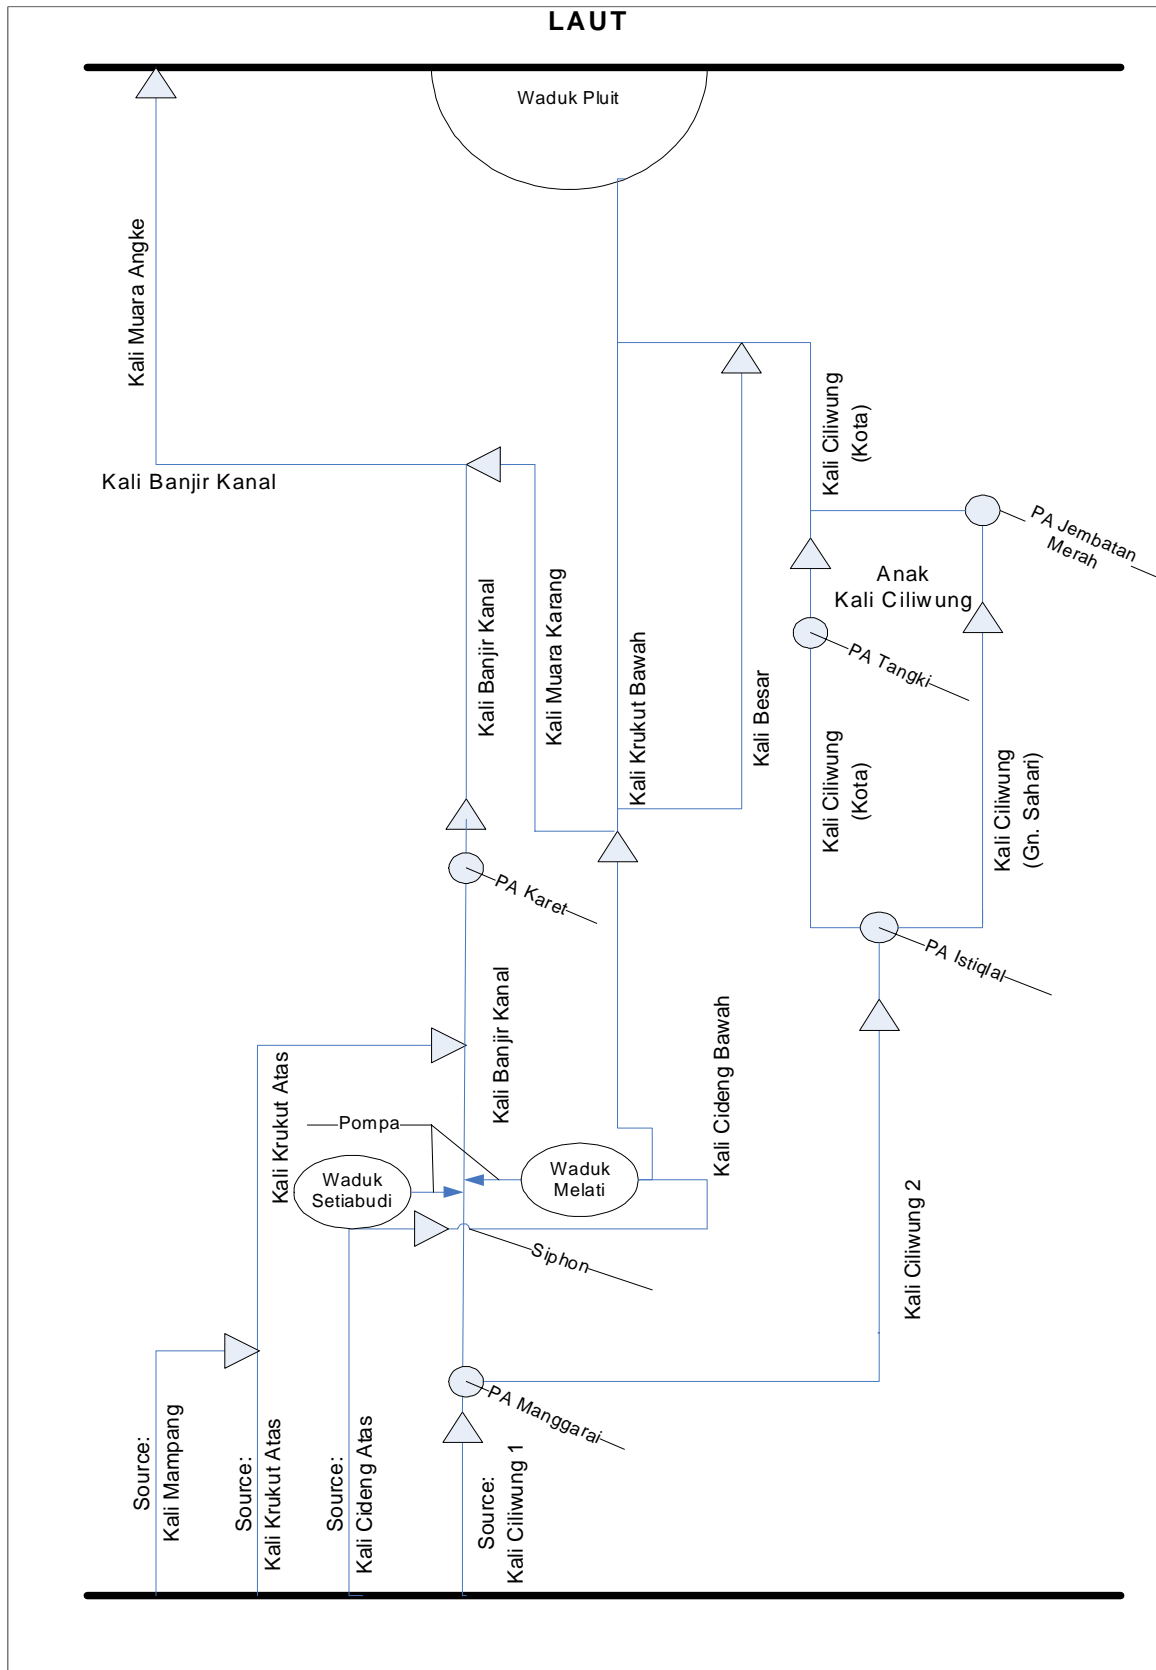 LAUT
Waduk Pluit
Kali Muara Angke
Kali Banjir Kanal
Kali Ciliwung
(Kota)
PA Jembatan
Merah
Anak
Kali Ciliwung
Kali Banjir Kanal
Kali Muara Karang
Kali Krukut Bawah
Kali Besar
PA Tangki
Kali Ciliwung
(Kota)
Kali Ciliwung
(Gn. Sahari)
PA Karet
PA Istiqlal
Kali Krukut Atas
Kali Banjir Kanal
Kali Cideng Bawah
Pompa
Waduk
Setiabudi
Waduk
Melati
Siphon
Kali Ciliwung 2
PA Manggarai
Source:
Kali Mampang
Source:
Kali Krukut Atas
Source:
Kali Cideng Atas
Source:
Kali Ciliwung 1